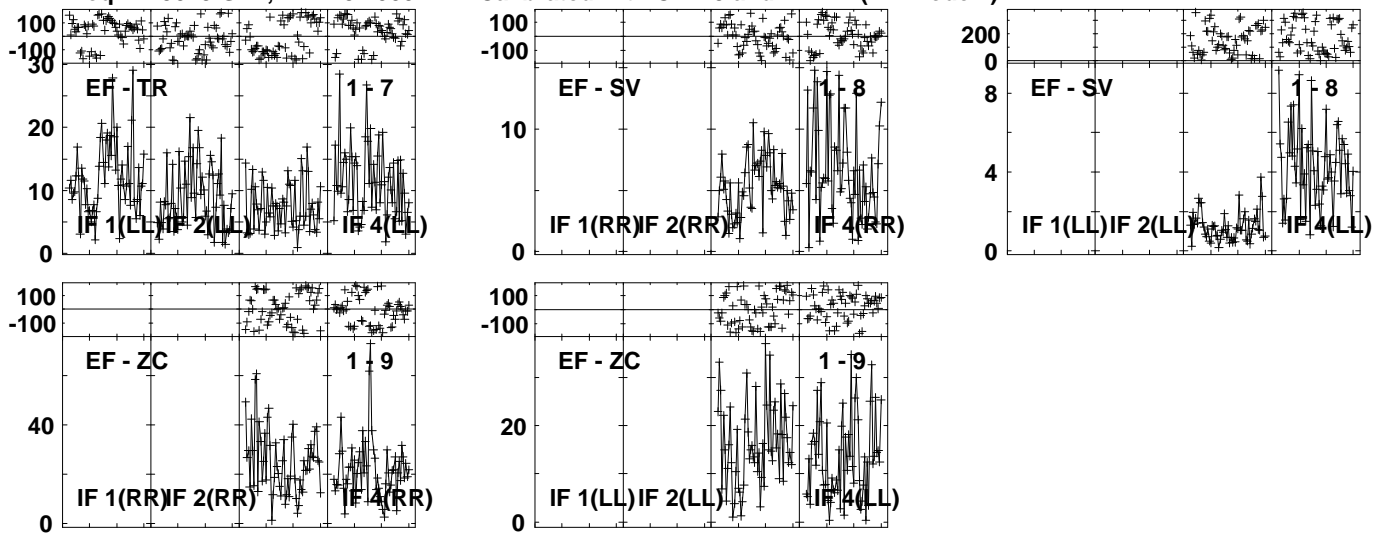 100
-100
30
20
10
0
EF - TR
1 - 7
IF 1(LL)
IF 2(LL)
IF 4(LL)
100
-100
10
0
EF - SV
1 - 8
IF 1(RR)
IF 2(RR)
IF 4(RR)
200
0
8
4
0
EF - SV
1 - 8
IF 1(LL)
IF 2(LL)
IF 4(LL)
100
-100
40
0
EF - ZC
1 - 9
IF 1(RR)
IF 2(RR)
IF 4(RR)
100
-100
20
0
EF - ZC
1 - 9
IF 1(LL)
IF 2(LL)
IF 4(LL)